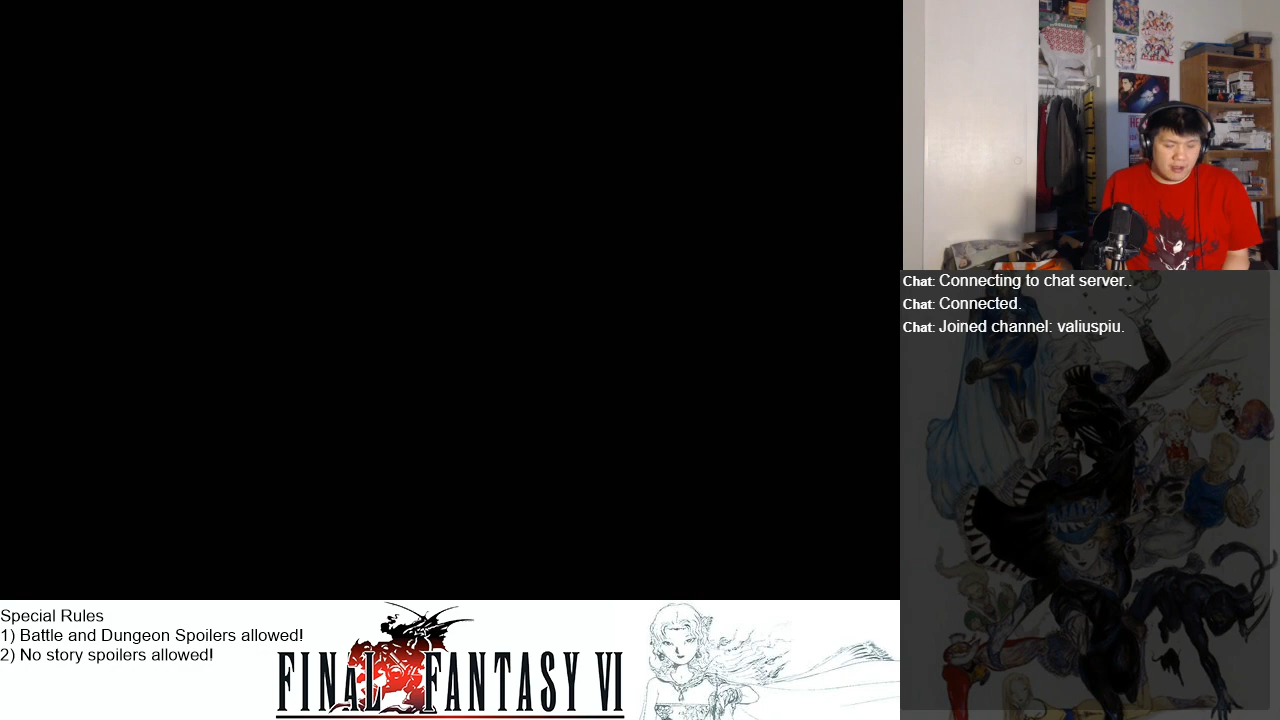 Chat: Connecting to chat server..
Chat: Connected.
Chat: Joined channel: valiuspiu.
Special Rules
1) Battle and Dungeon Spoilers allowed!
2) No story spoilers allowed!
FINAL FANTASY VI